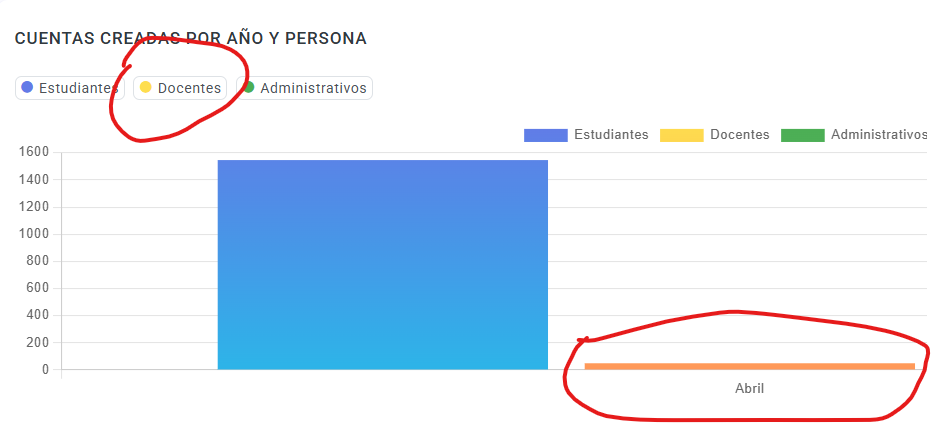 CUENTAS CREADAS POR AÑO Y PERSONA
Estudiantes Docentes Administrativos
Estudiantes Docentes Administrativos
1600
1400
1200
1000
800
600
400
200
0
Abril